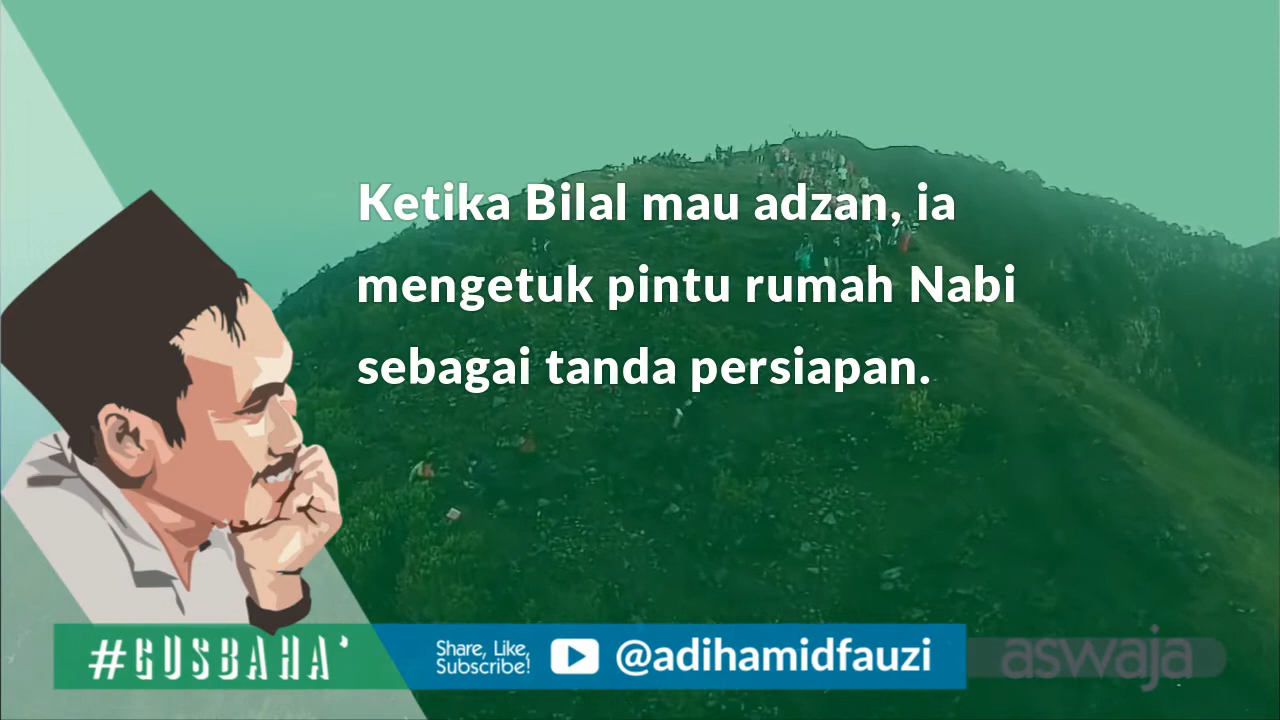 Ketika Bilal mau adzan, ia
mengetuk pintu rumah Nabi
sebagai tanda persiapan.
#GUSBAHA'
Share, Like,
Subscribe!
@adihamidfauzi
aswaja